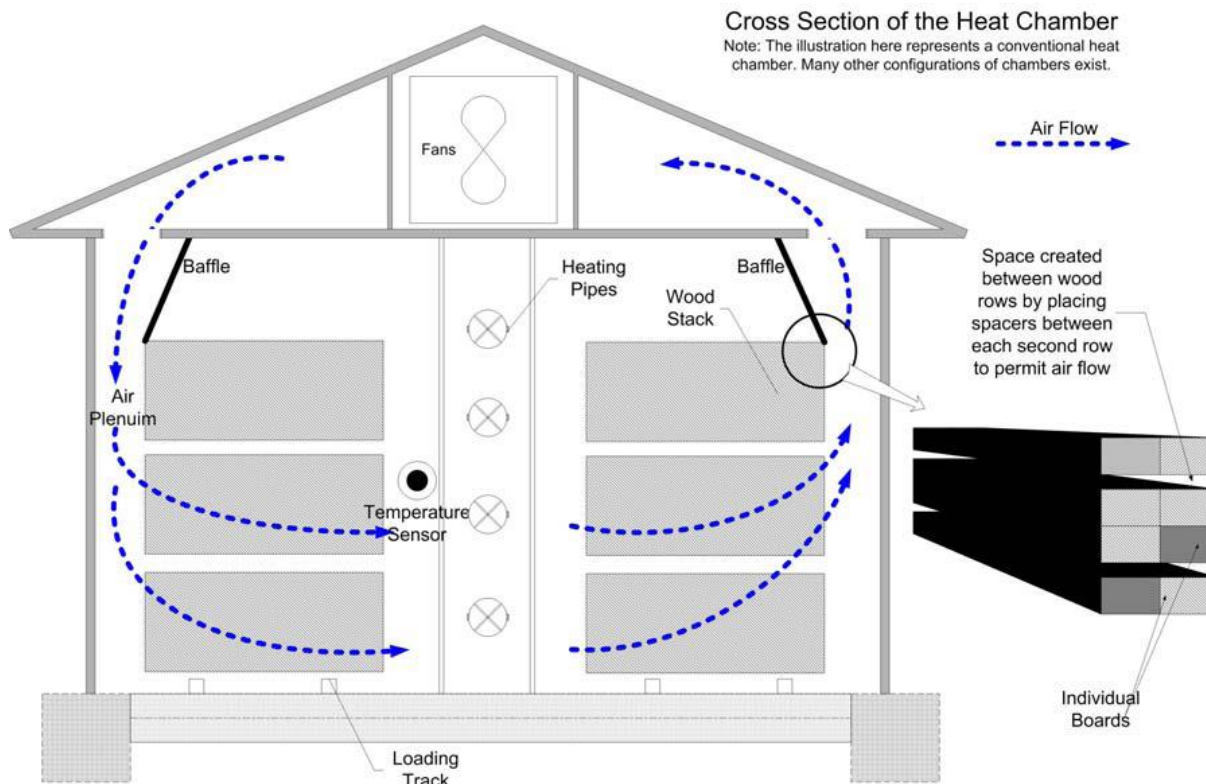 Cross Section of the Heat Chamber
Note: The illustration here represents a conventional heat
chamber. Many other configurations of chambers exist.
Air Flow
Fans
Baffle
Heating
Pipes
Baffle
Wood
Stack
Space created
between wood
rows by placing
spacers between
each second row
to permit air flow
Air
Plenuim
Temperature
Sensor
Individual
Boards
Loading
Track